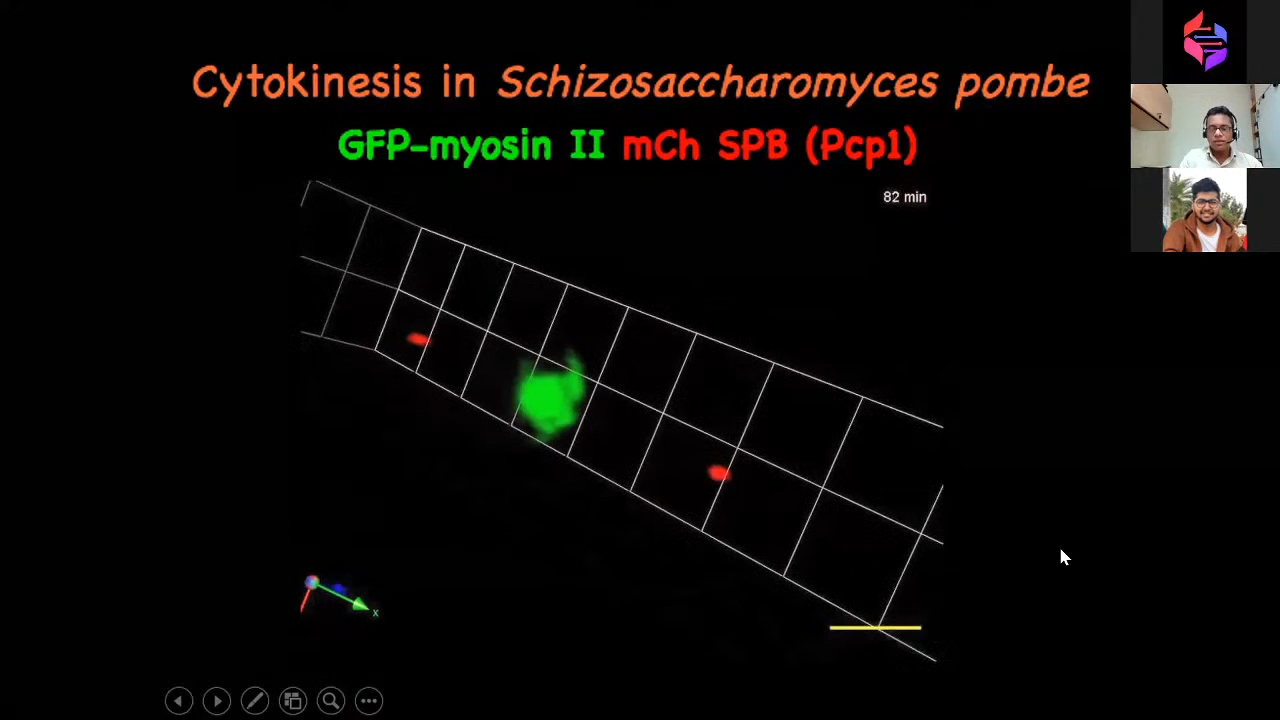 Cytokinesis in Schizosaccharomyces pombe
GFP-myosin II mCh SPB (Pcp1)
82 min
x